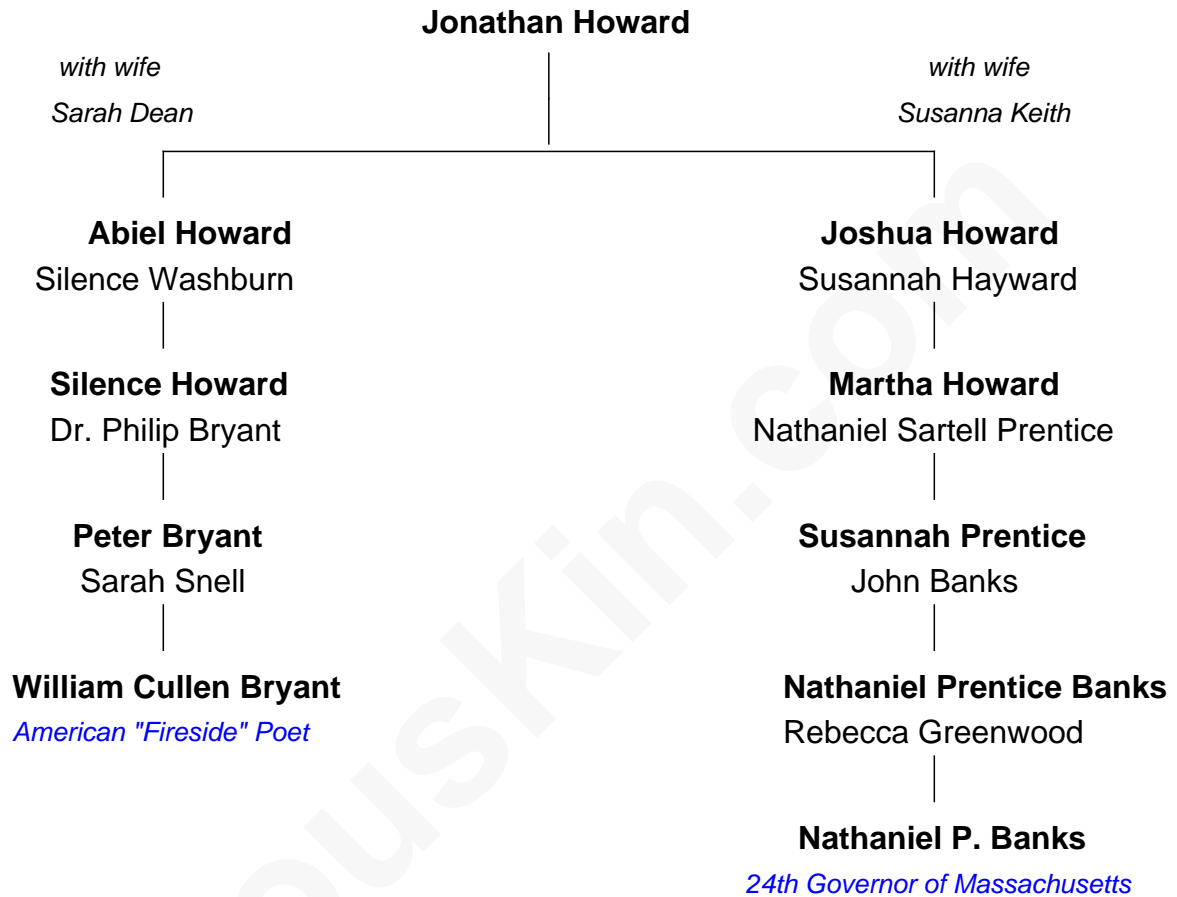 Jonathan Howard
with wife
Sarah Dean
with wife
Susanna Keith
Abiel Howard
Silence Washburn
Joshua Howard
Susannah Hayward
Silence Howard
Dr. Philip Bryant
Martha Howard
Nathaniel Sartell Prentice
Peter Bryant
Sarah Snell
Susannah Prentice
John Banks
William Cullen Bryant
American "Fireside" Poet
Nathaniel Prentice Banks
Rebecca Greenwood
Nathaniel P. Banks
24th Governor of Massachusetts
ousKin.com